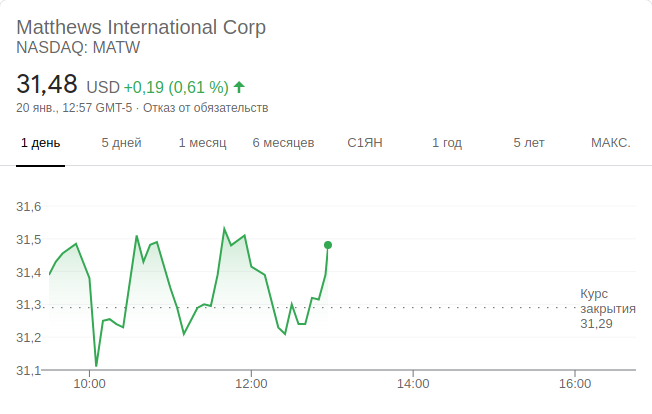 Matthews International Corp
NASDAQ: MATW
31,48 USD +0,19 (0,61 %)
20 янв., 12:57 GMT-5 · Отказ от обязательств
1 день 5 дней 1 месяц 6 месяцев С1ЯН 1 год 5 лет МАКС.
31,6
31,5
31,4
31,3
31,2
31,1
Курс
закрытия
31,29
10:00 12:00 14:00 16:00